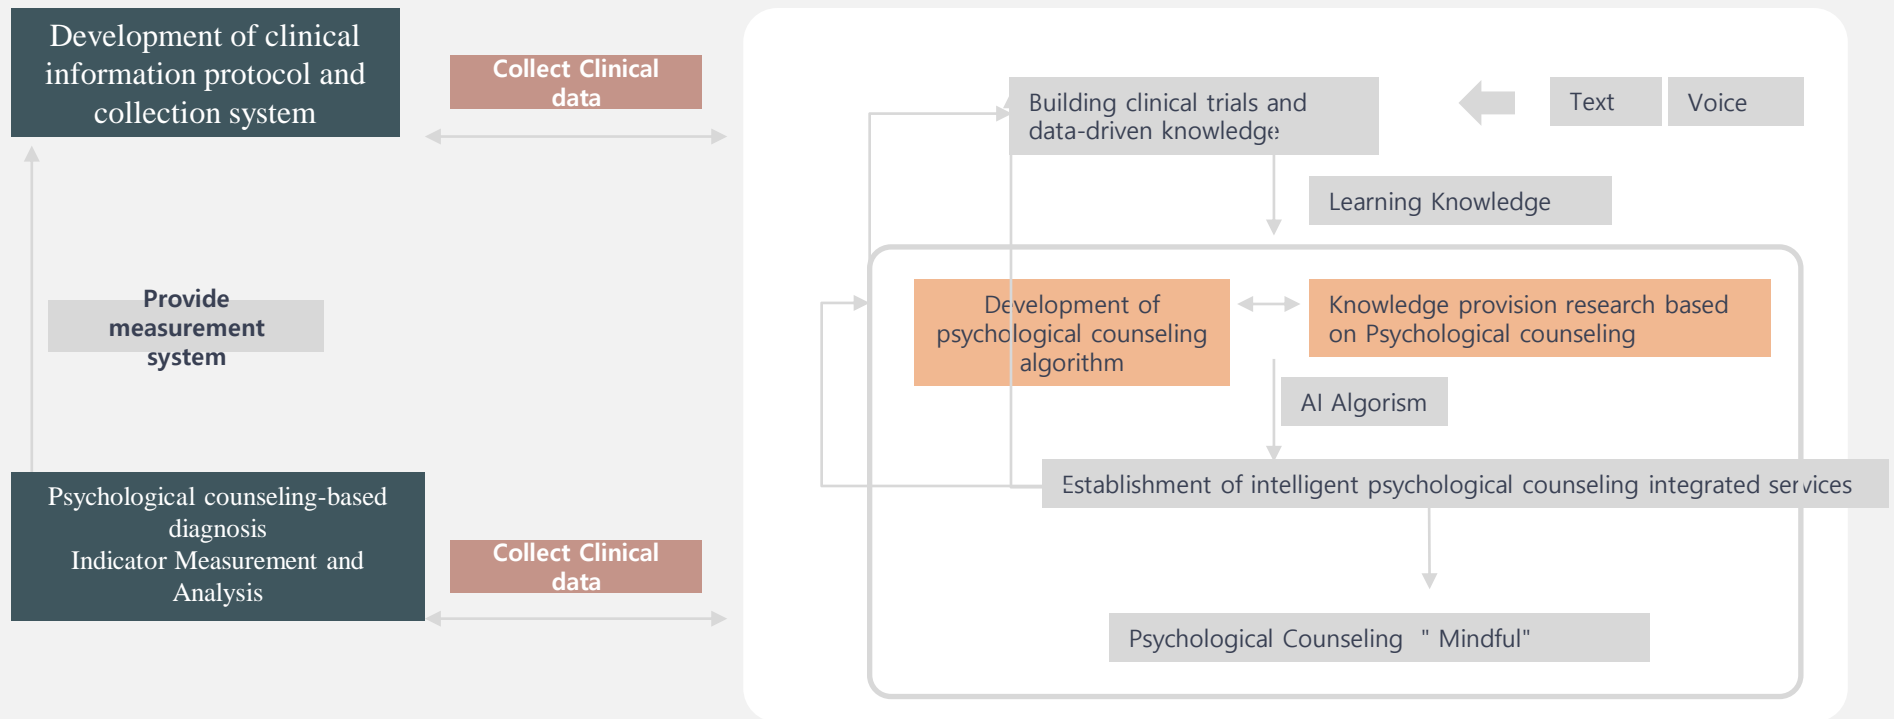 Development of clinical
information protocol and
collection system
Collect Clinical
data
Provide
measurement
system
Psychological counseling-based
diagnosis
Indicator Measurement and
Analysis
Collect Clinical
data
Building clinical trials and
data-driven knowledge
Text
Voice
Learning Knowledge
Development of
psychological counseling
algorithm
Knowledge provision research based
on Psychological counseling
AI Algorism
Establishment of intelligent psychological counseling integrated services
Psychological Counseling " Mindful"